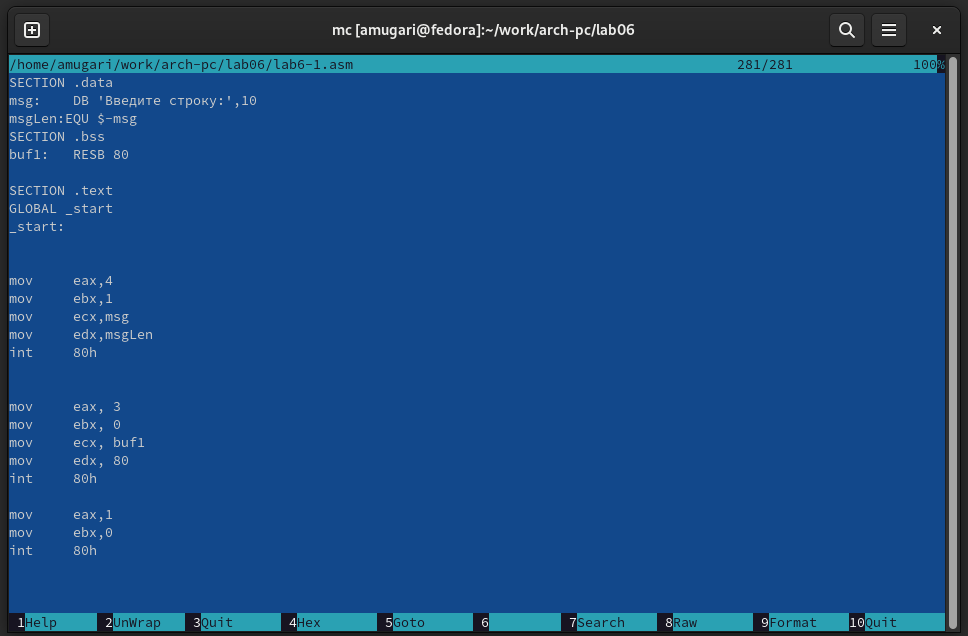 mc [amugari@fedora]:~/work/arch-pc/lab06
/home/amugari/work/arch-pc/lab06/lab6-1.asm 281/281 100%
SECTION .data
msg: DB 'Введите строку:',10
msgLen:EQU $-msg
SECTION .bss
buf1: RESB 80
SECTION .text
GLOBAL _start
_start:
mov eax,4
mov ebx,1
mov ecx,msg
mov edx,msgLen
int 80h
mov eax, 3
mov ebx, 0
mov ecx, buf1
mov edx, 80
int 80h
mov eax,1
mov ebx,0
int 80h
1Help 2UnWrap 3Quit 4Hex 5Goto 6 7Search 8Raw 9Format 10Quit